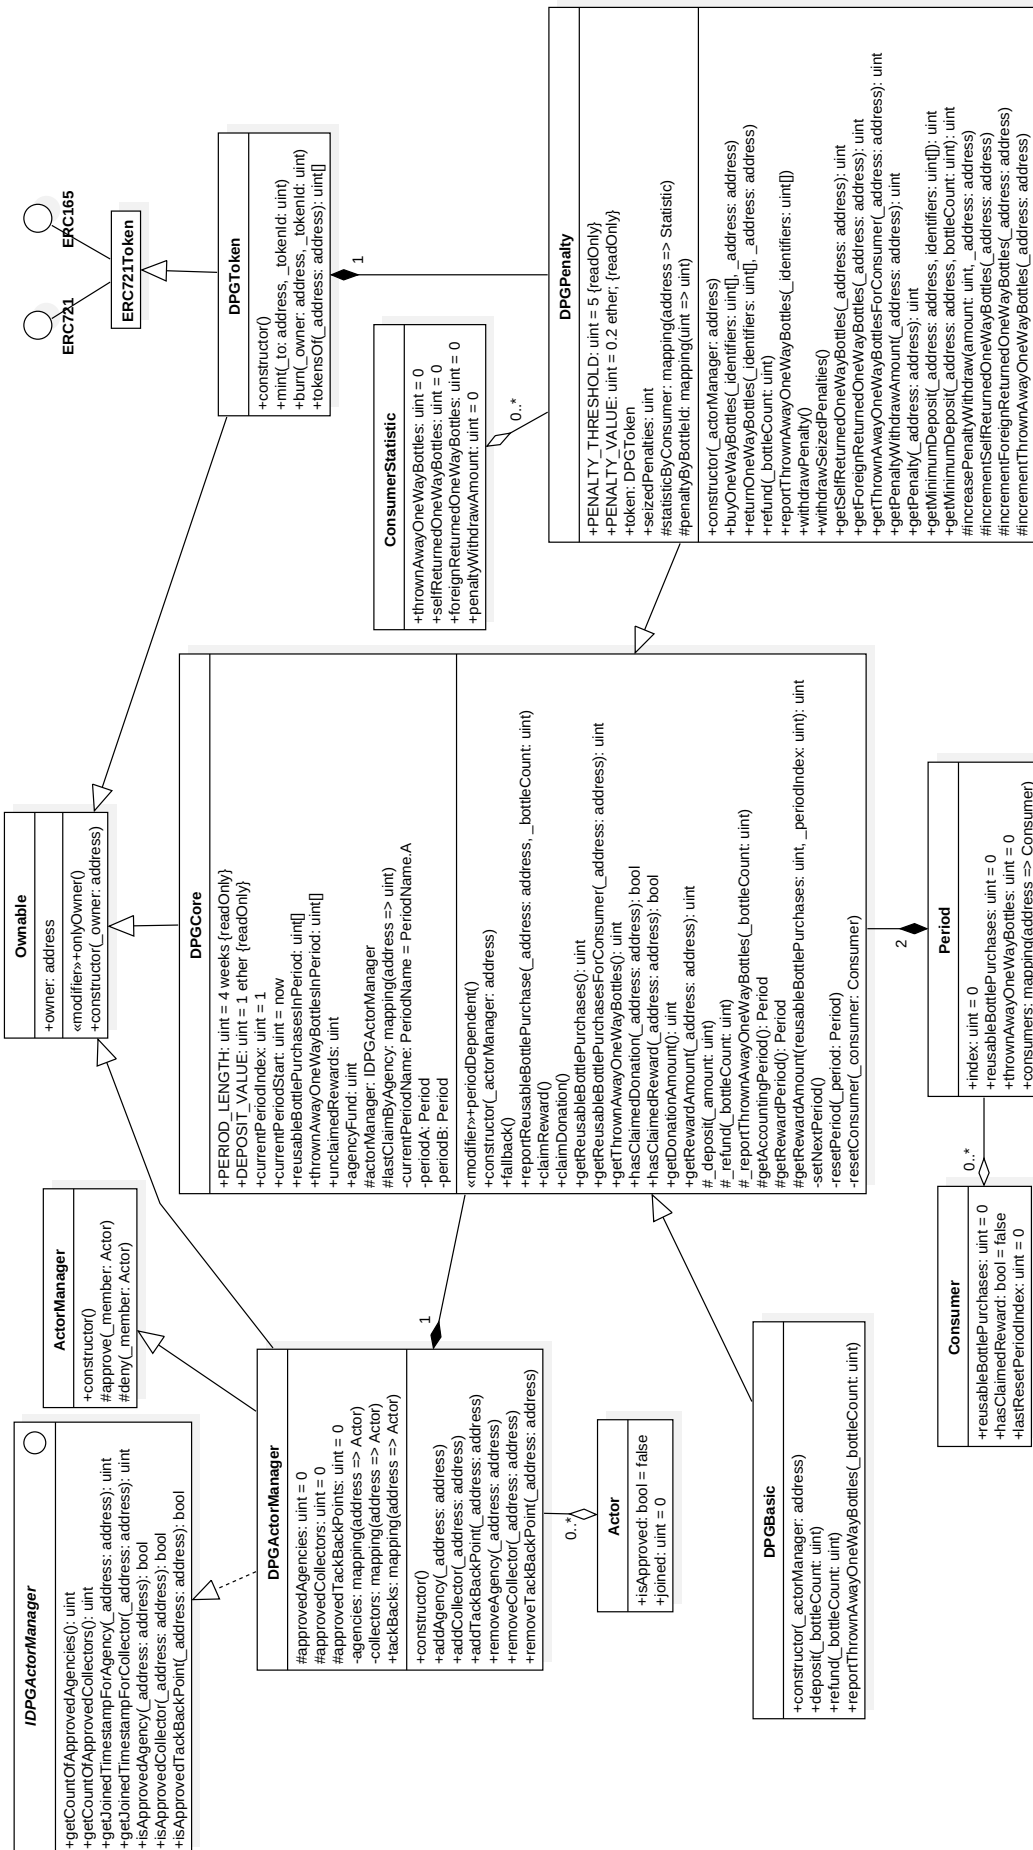 IDPGActorManager
+getCountOfApprovedAgencies(): uint
+getCountOfApprovedCollectors(): uint
+getJoinedTimestampForAgency(_address: address): uint
+getJoinedTimestampForCollector(_address: address): uint
+isApprovedAgency(_address: address): bool
+isApprovedCollector(_address: address): bool
+isApprovedTackBackPoint(_address: address): bool
ActorManager
+constructor()
#approve(_member: Actor)
#deny(_member: Actor)
Ownable
+owner: address
«modifier»+onlyOwner()
+constructor(_owner: address)
ERC721
ERC165
ERC721Token
DPGToken
+constructor()
+mint(_to: address, _tokenId: uint)
+burn(_owner: address, _tokenId: uint)
+tokensOf(_address: address): uint[]
1
DPGActorManager
#approvedAgencies: uint = 0
#approvedCollectors: uint = 0
#approvedTackBackPoints: uint = 0
-agencies: mapping(address => Actor)
-collectors: mapping(address => Actor)
+tackBacks: mapping(address => Actor)
+constructor()
+addAgency(_address: address)
+addCollector(_address: address)
+addTackBackPoint(_address: address)
+removeAgency(_address: address)
+removeCollector(_address: address)
+removeTackBackPoint(_address: address)
1
0..*
Actor
+isApproved: bool = false
+joined: uint = 0
DPGCore
+PERIOD_LENGTH: uint = 4 weeks {readOnly}
+DEPOSIT_VALUE: uint = 1 ether {readOnly}
+currentPeriodIndex: uint = 1
+currentPeriodStart: uint = now
+reusableBottlePurchasesInPeriod: uint[]
+thrownAwayOneWayBottlesInPeriod: uint[]
+unclaimedRewards: uint
+agencyFund: uint
#actorManager: IDPGActorManager
#lastClaimByAgency: mapping(address => uint)
-currentPeriodName: PeriodName = PeriodName.A
-periodA: Period
-periodB: Period
«modifier»+periodDependent()
+constructor(_actorManager: address)
+fallback()
+reportReusableBottlePurchase(_address: address, _bottleCount: uint)
+claimReward()
+claimDonation()
+getReusableBottlePurchases(): uint
+getReusableBottlePurchasesForConsumer(_address: address): uint
+getThrownAwayOneWayBottles(): uint
+hasClaimedDonation(_address: address): bool
+hasClaimedReward(_address: address): bool
+getDonationAmount(): uint
+getRewardAmount(_address: address): uint
#_deposit(_amount: uint)
#_refund(_bottleCount: uint)
#_reportThrownAwayOneWayBottles(_bottleCount: uint)
#getAccountingPeriod(): Period
#getRewardPeriod(): Period
#getRewardAmount(reusableBottlePurchases: uint, _periodIndex: uint): uint
-setNextPeriod()
-resetPeriod(_period: Period)
-resetConsumer(_consumer: Consumer)
ConsumerStatistic
+thrownAwayOneWayBottles: uint = 0
+selfReturnedOneWayBottles: uint = 0
+foreignReturnedOneWayBottles: uint = 0
+penaltyWithdrawAmount: uint = 0
0..*
DPGPenalty
+PENALTY_THRESHOLD: uint = 5 {readOnly}
+PENALTY_VALUE: uint = 0.2 ether; {readOnly}
+token: DPGToken
+seizedPenalties: uint
#statisticByConsumer: mapping(address => Statistic)
#penaltyByBottleId: mapping(uint => uint)
+constructor(_actorManager: address)
+buyOneWayBottles(_identifiers: uint[], _address: address)
+returnOneWayBottles(_identifiers: uint[], _address: address)
+refund(_bottleCount: uint)
+reportThrownAwayOneWayBottles(_identifiers: uint[])
+withdrawPenalty()
+withdrawSeizedPenalties()
+getSelfReturnedOneWayBottles(_address: address): uint
+getForeignReturnedOneWayBottles(_address: address): uint
+getThrownAwayOneWayBottlesForConsumer(_address: address): uint
+getPenaltyWithdrawAmount(_address: address): uint
+getPenalty(_address: address): uint
+getMinimumDeposit(_address: address, identifiers: uint[]): uint
+getMinimumDeposit(_address: address, bottleCount: uint): uint
#increasePenaltyWithdraw(amount: uint, _address: address)
#incrementSelfReturnedOneWayBottles(_address: address)
#incrementForeignReturnedOneWayBottles(_address: address)
#incrementThrownAwayOneWayBottles(_address: address)
DPGBasic
+constructor(_actorManager: address)
+deposit(_bottleCount: uint)
+refund(_bottleCount: uint)
+reportThrownAwayOneWayBottles(_bottleCount: uint)
2
Period
+index: uint = 0
+reusableBottlePurchases: uint = 0
+thrownAwayOneWayBottles: uint = 0
+consumers: mapping(address => Consumer)
0..*
Consumer
+reusableBottlePurchases: uint = 0
+hasClaimedReward: bool = false
+lastResetPeriodIndex: uint = 0